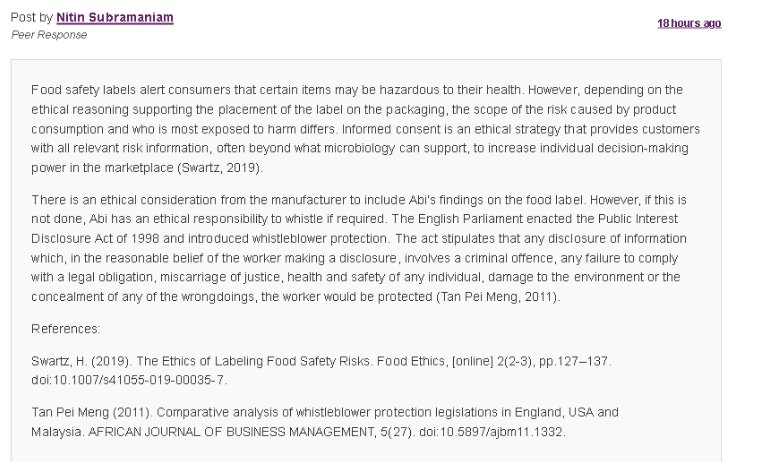 Post by Nitin Subramaniam
18 hours ago
Peer Response
Food safety labels alert consumers that certain items may be hazardous to their health. However, depending on the
ethical reasoning supporting the placement of the label on the packaging, the scope of the risk caused by product
consumption and who is most exposed to harm differs. Informed consent is an ethical strategy that provides customers
with all relevant risk information, often beyond what microbiology can support, to increase individual decision-making
power in the marketplace (Swartz, 2019).
There is an ethical consideration from the manufacturer to include Abi's findings on the food label. However, if this is
not done, Abi has an ethical responsibility to whistle if required. The English Parliament enacted the Public Interest
Disclosure Act of 1998 and introduced whistleblower protection. The act stipulates that any disclosure of information
which, in the reasonable belief of the worker making a disclosure, involves a criminal offence, any failure to comply
with a legal obligation, miscarriage of justice, health and safety of any individual, damage to the environment or the
concealment of any of the wrongdoings, the worker would be protected (Tan Pei Meng, 2011).
References:
Swartz, H. (2019). The Ethics of Labeling Food Safety Risks. Food Ethics, [online] 2(2-3), pp.127–137.
doi:10.1007/s41055-019-00035-7.
Tan Pei Meng (2011). Comparative analysis of whistleblower protection legislations in England, USA and
Malaysia. AFRICAN JOURNAL OF BUSINESS MANAGEMENT, 5(27). doi:10.5897/ajbm11.1332.